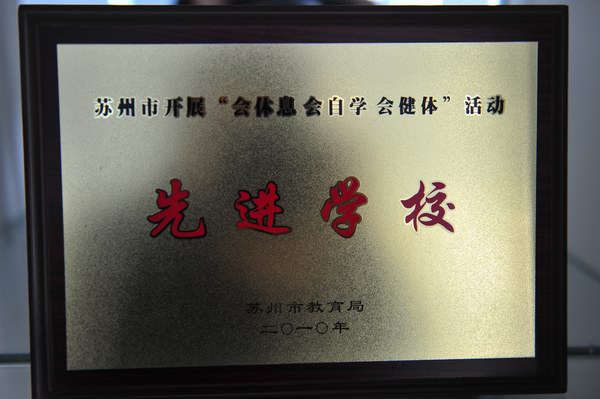 苏州市开展“会休息 会自学 会健体”活动
先进学校
苏州市教育局
二〇一〇年